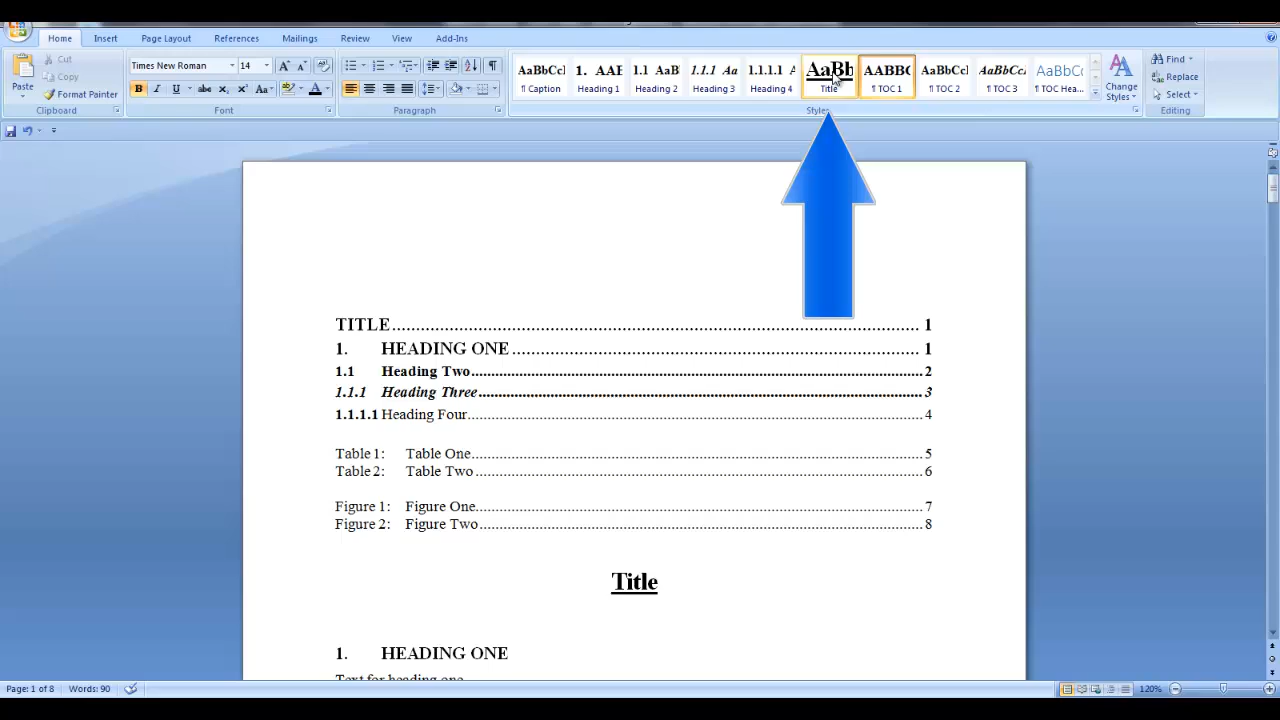 Home Insert Page Layout References Mailings Review View Add-Ins
Paste
Cut
Copy
Format Painter
Clipboard
Times New Roman 14
Font
Paragraph
AaBbCcI 1. AAE 1.1 AaB 1.1.1 Aa 1.1.1.1 A AaBb AABBC AaBbCcI AaBbCc. AaBbCc
¶ Caption Heading 1 Heading 2 Heading 3 Heading 4 Title ¶ TOC 1 ¶ TOC 2 ¶ TOC 3 ¶ TOC Hea...
Styles
Change
Styles
Find
Replace
Select
Editing
TITLE 1
1. HEADING ONE 1
1.1 Heading Two 2
1.1.1 Heading Three 3
1.1.1.1 Heading Four 4
Table 1: Table One 5
Table 2: Table Two 6
Figure 1: Figure One 7
Figure 2: Figure Two 8
Title
1. HEADING ONE
Text for heading one
Page: 1 of 8 Words: 90 120%